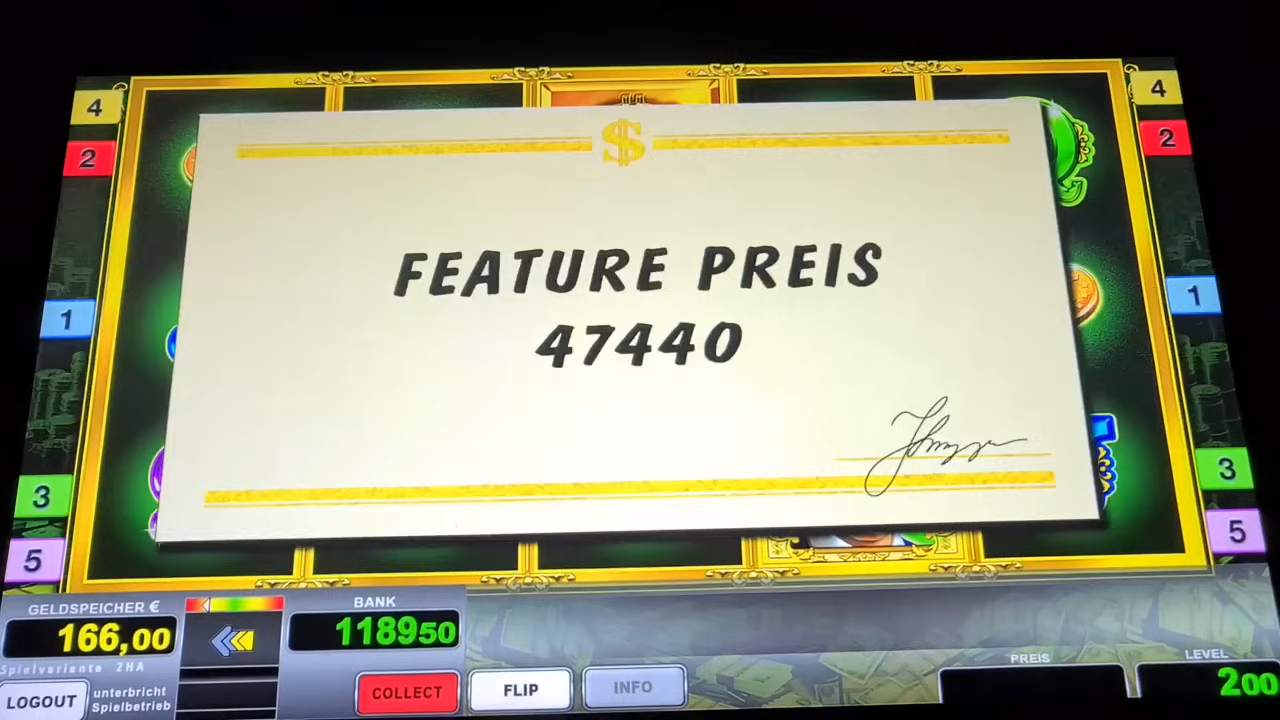 4
4
2
2
$
FEATURE PREIS
47440
1
1
3
3
5
5
GELDSPEICHER €
BANK
166,00
118950
Spielvariante 2HA
PREIS
LEVEL
200
LOGOUT
unterbricht
Spielbetrieb
COLLECT
FLIP
INFO